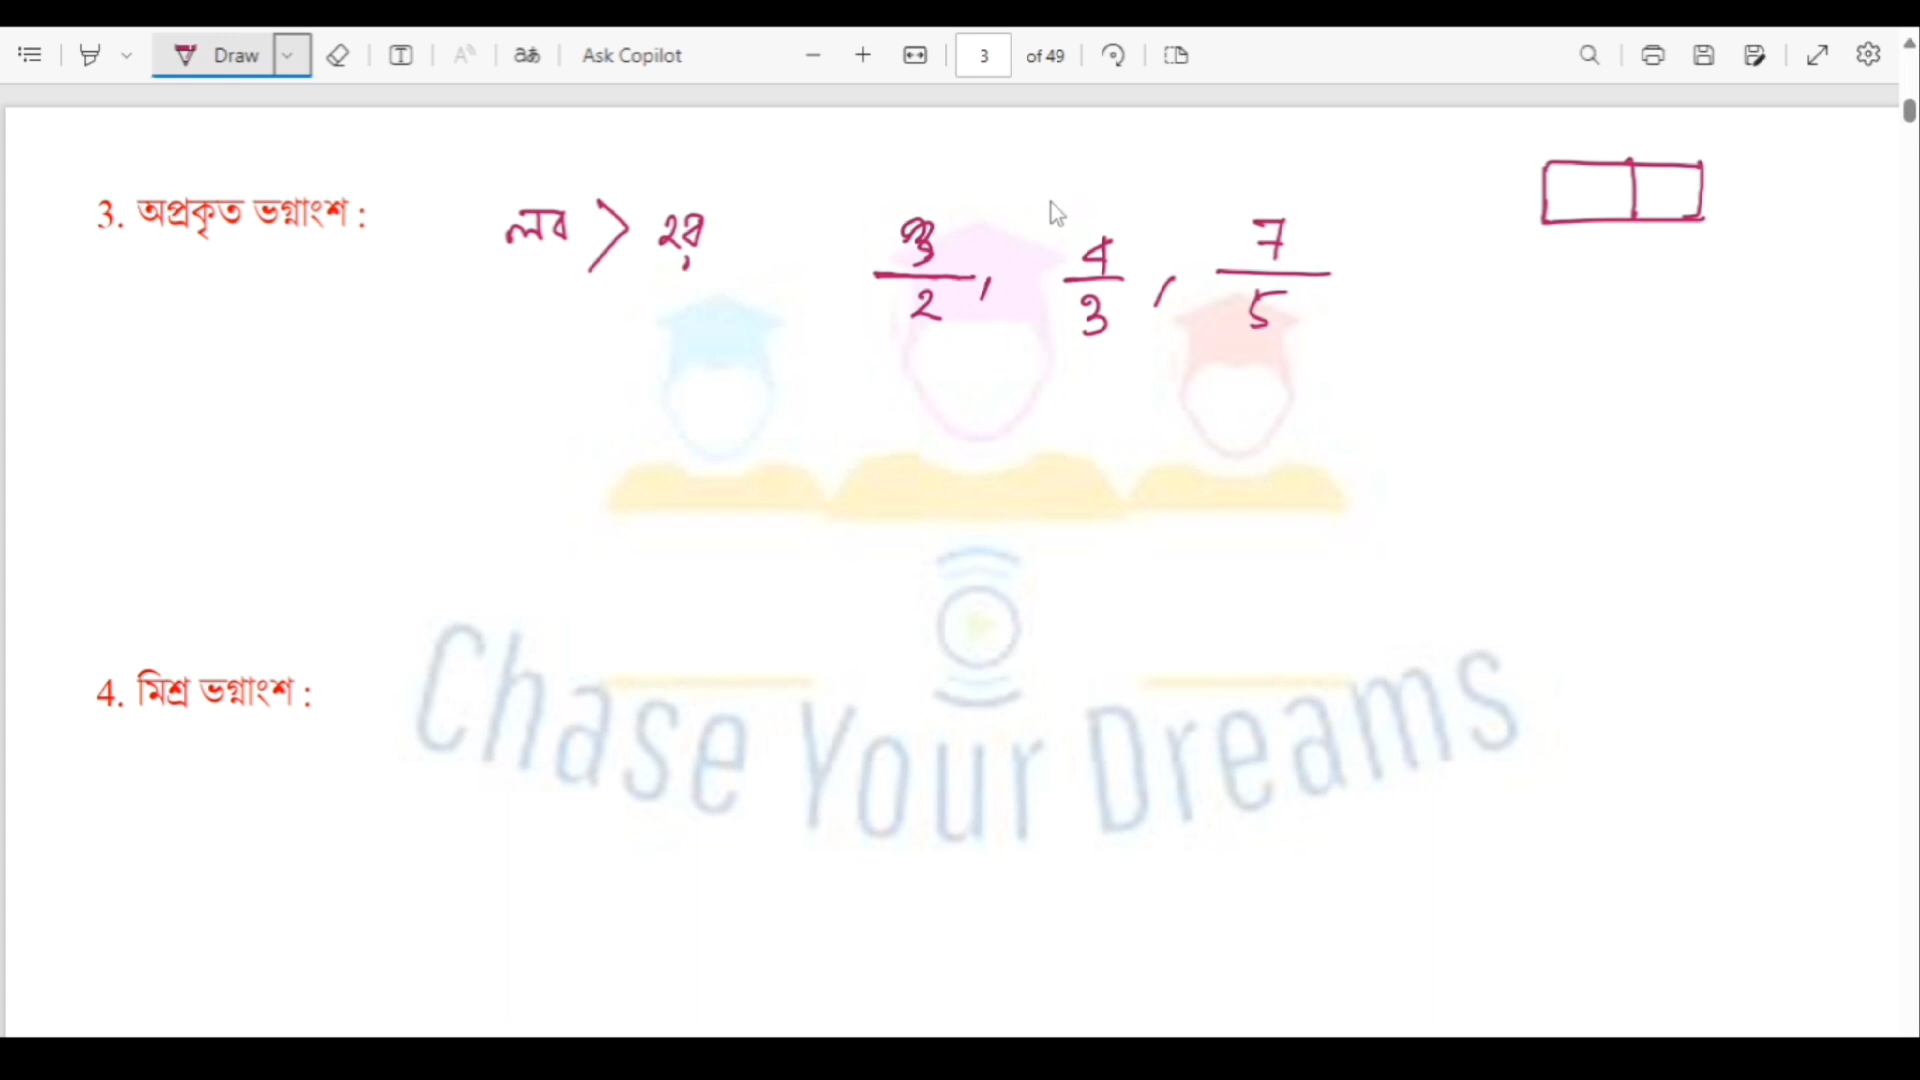 Draw Ask Copilot 3 of 49
3. অপ্রকৃত ভগ্নাংশ : লব > হর 3/2, 4/3, 7/5
4. মিশ্র ভগ্নাংশ :
Chase Your Dreams